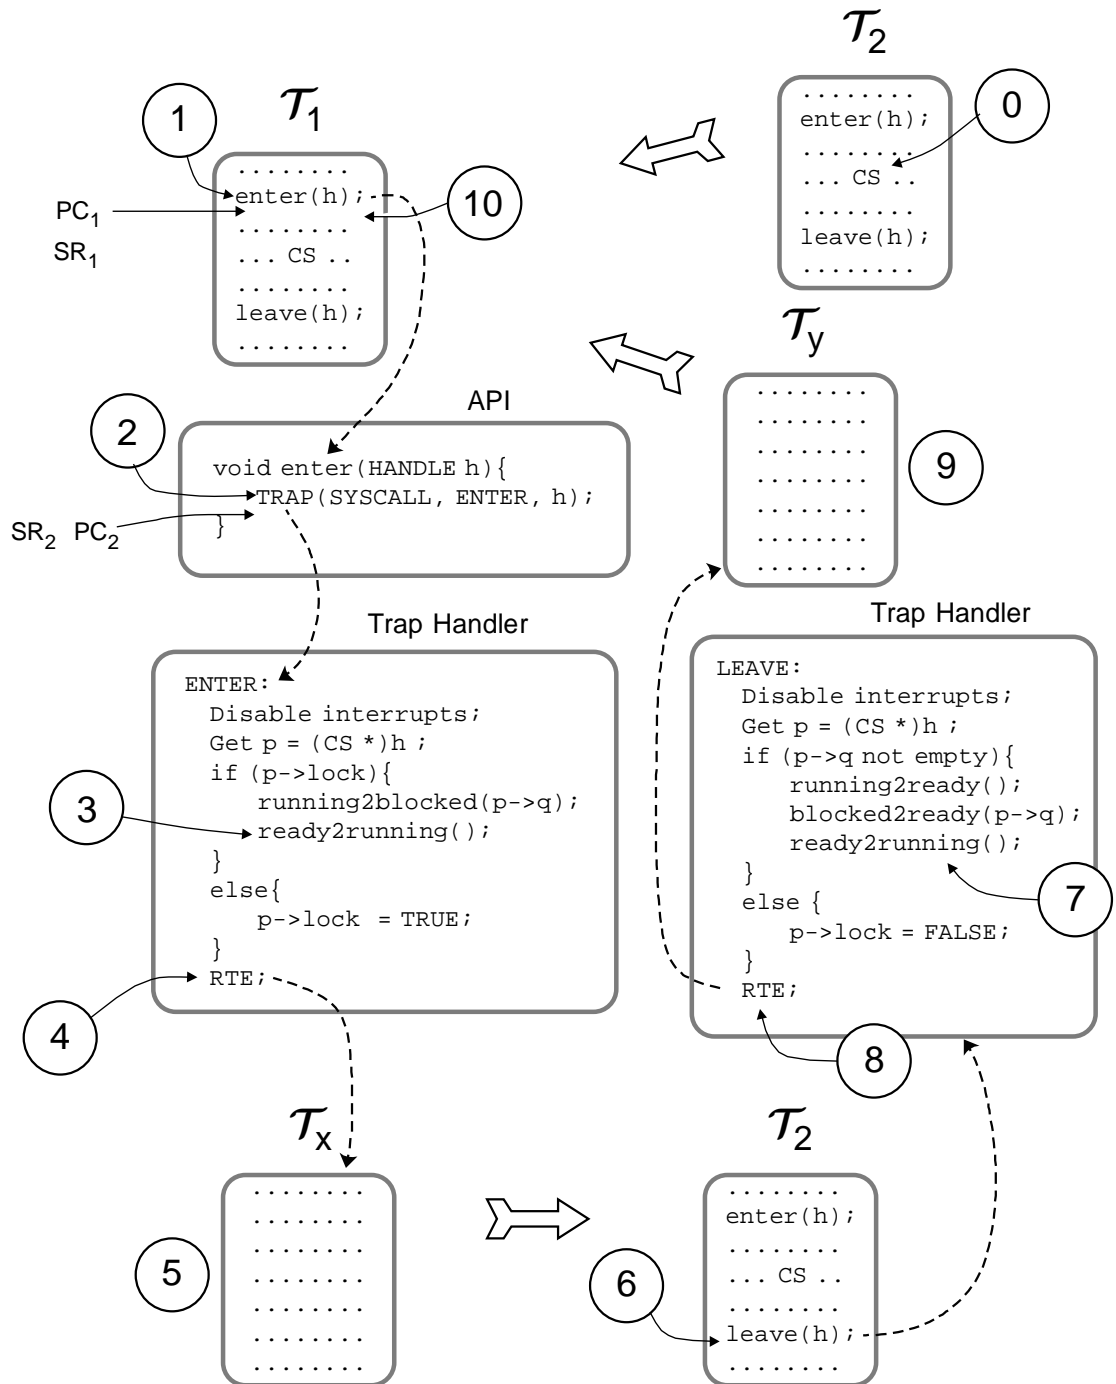 T2
0
........
enter(h);
........
... CS ..
........
leave(h);
........
1
T1
........
enter(h);
........
... CS ..
........
leave(h);
........
10
PC1
SR1
Ty
........
........
........
........
........
........
........
9
API
2
void enter(HANDLE h){
TRAP(SYSCALL, ENTER, h);
}
SR2 PC2
Trap Handler
ENTER:
Disable interrupts;
Get p = (CS *)h ;
if (p->lock){
running2blocked(p->q);
ready2running();
}
else{
p->lock = TRUE;
}
RTE;
3
4
Trap Handler
LEAVE:
Disable interrupts;
Get p = (CS *)h ;
if (p->q not empty){
running2ready();
blocked2ready(p->q);
ready2running();
}
else {
p->lock = FALSE;
}
RTE;
7
8
Tx
........
........
........
........
........
........
........
5
T2
........
enter(h);
........
... CS ..
........
leave(h);
........
6